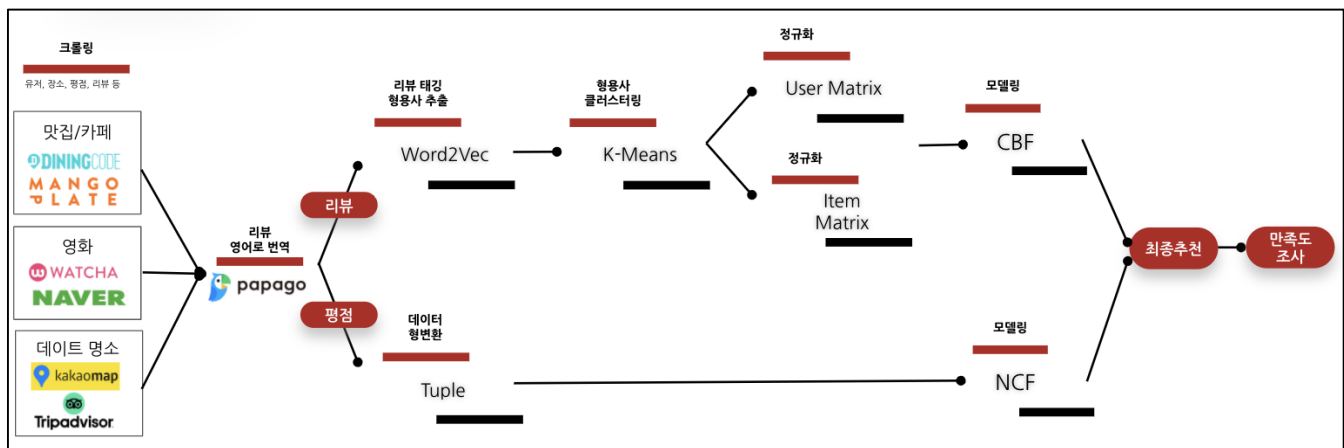 크롤링
유저, 장소, 평점, 리뷰 등
맛집/카페
DININGCODE
MANGO
PLATE
영화
WATCHA
NAVER
데이트 명소
kakaomap
Tripadvisor
리뷰
영어로 번역
papago
리뷰
평점
리뷰 태깅
형용사 추출
Word2Vec
형용사
클러스터링
K-Means
정규화
User Matrix
정규화
Item
Matrix
모델링
CBF
데이터
형변환
Tuple
모델링
NCF
최종추천
만족도
조사